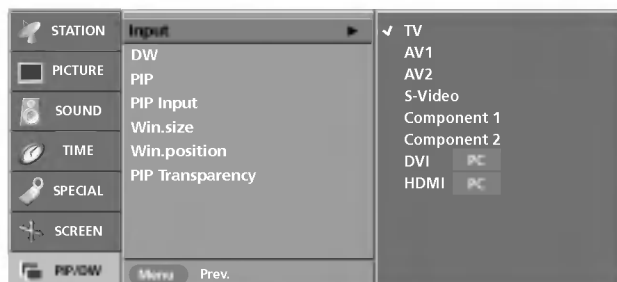 STATION
PICTURE
SOUND
TIME
SPECIAL
SCREEN
PIP/DW
Input
DW
PIP
PIP Input
Win.size
Win.position
PIP Transparency
Menu Prev.
TV
AV1
AV2
S-Video
Component 1
Component 2
DVI PC
HDMI PC